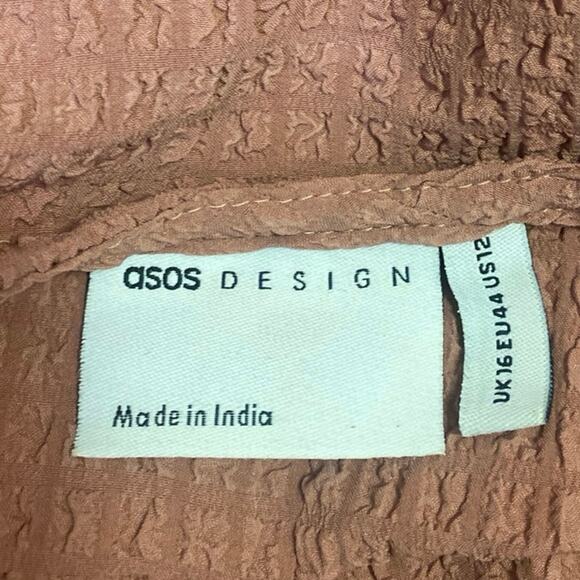 asos DESIGN
Made in India
UK16 EU44 US12